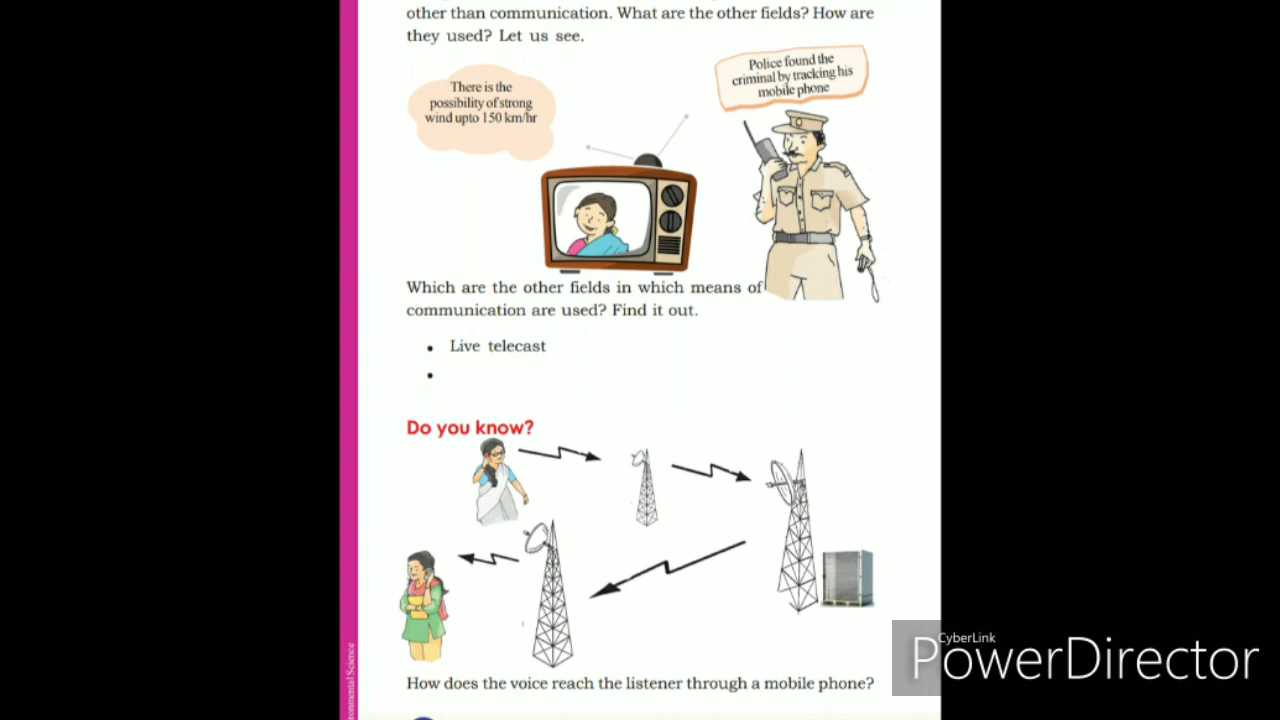 other than communication. What are the other fields? How are
they used? Let us see.
There is the
possibility of strong
wind upto 150 km/hr
Police found the
criminal by tracking his
mobile phone
Which are the other fields in which means of
communication are used? Find it out.
• Live telecast
•
Do you know?
How does the voice reach the listener through a mobile phone?
onmental Science
CyberLink
PowerDirector